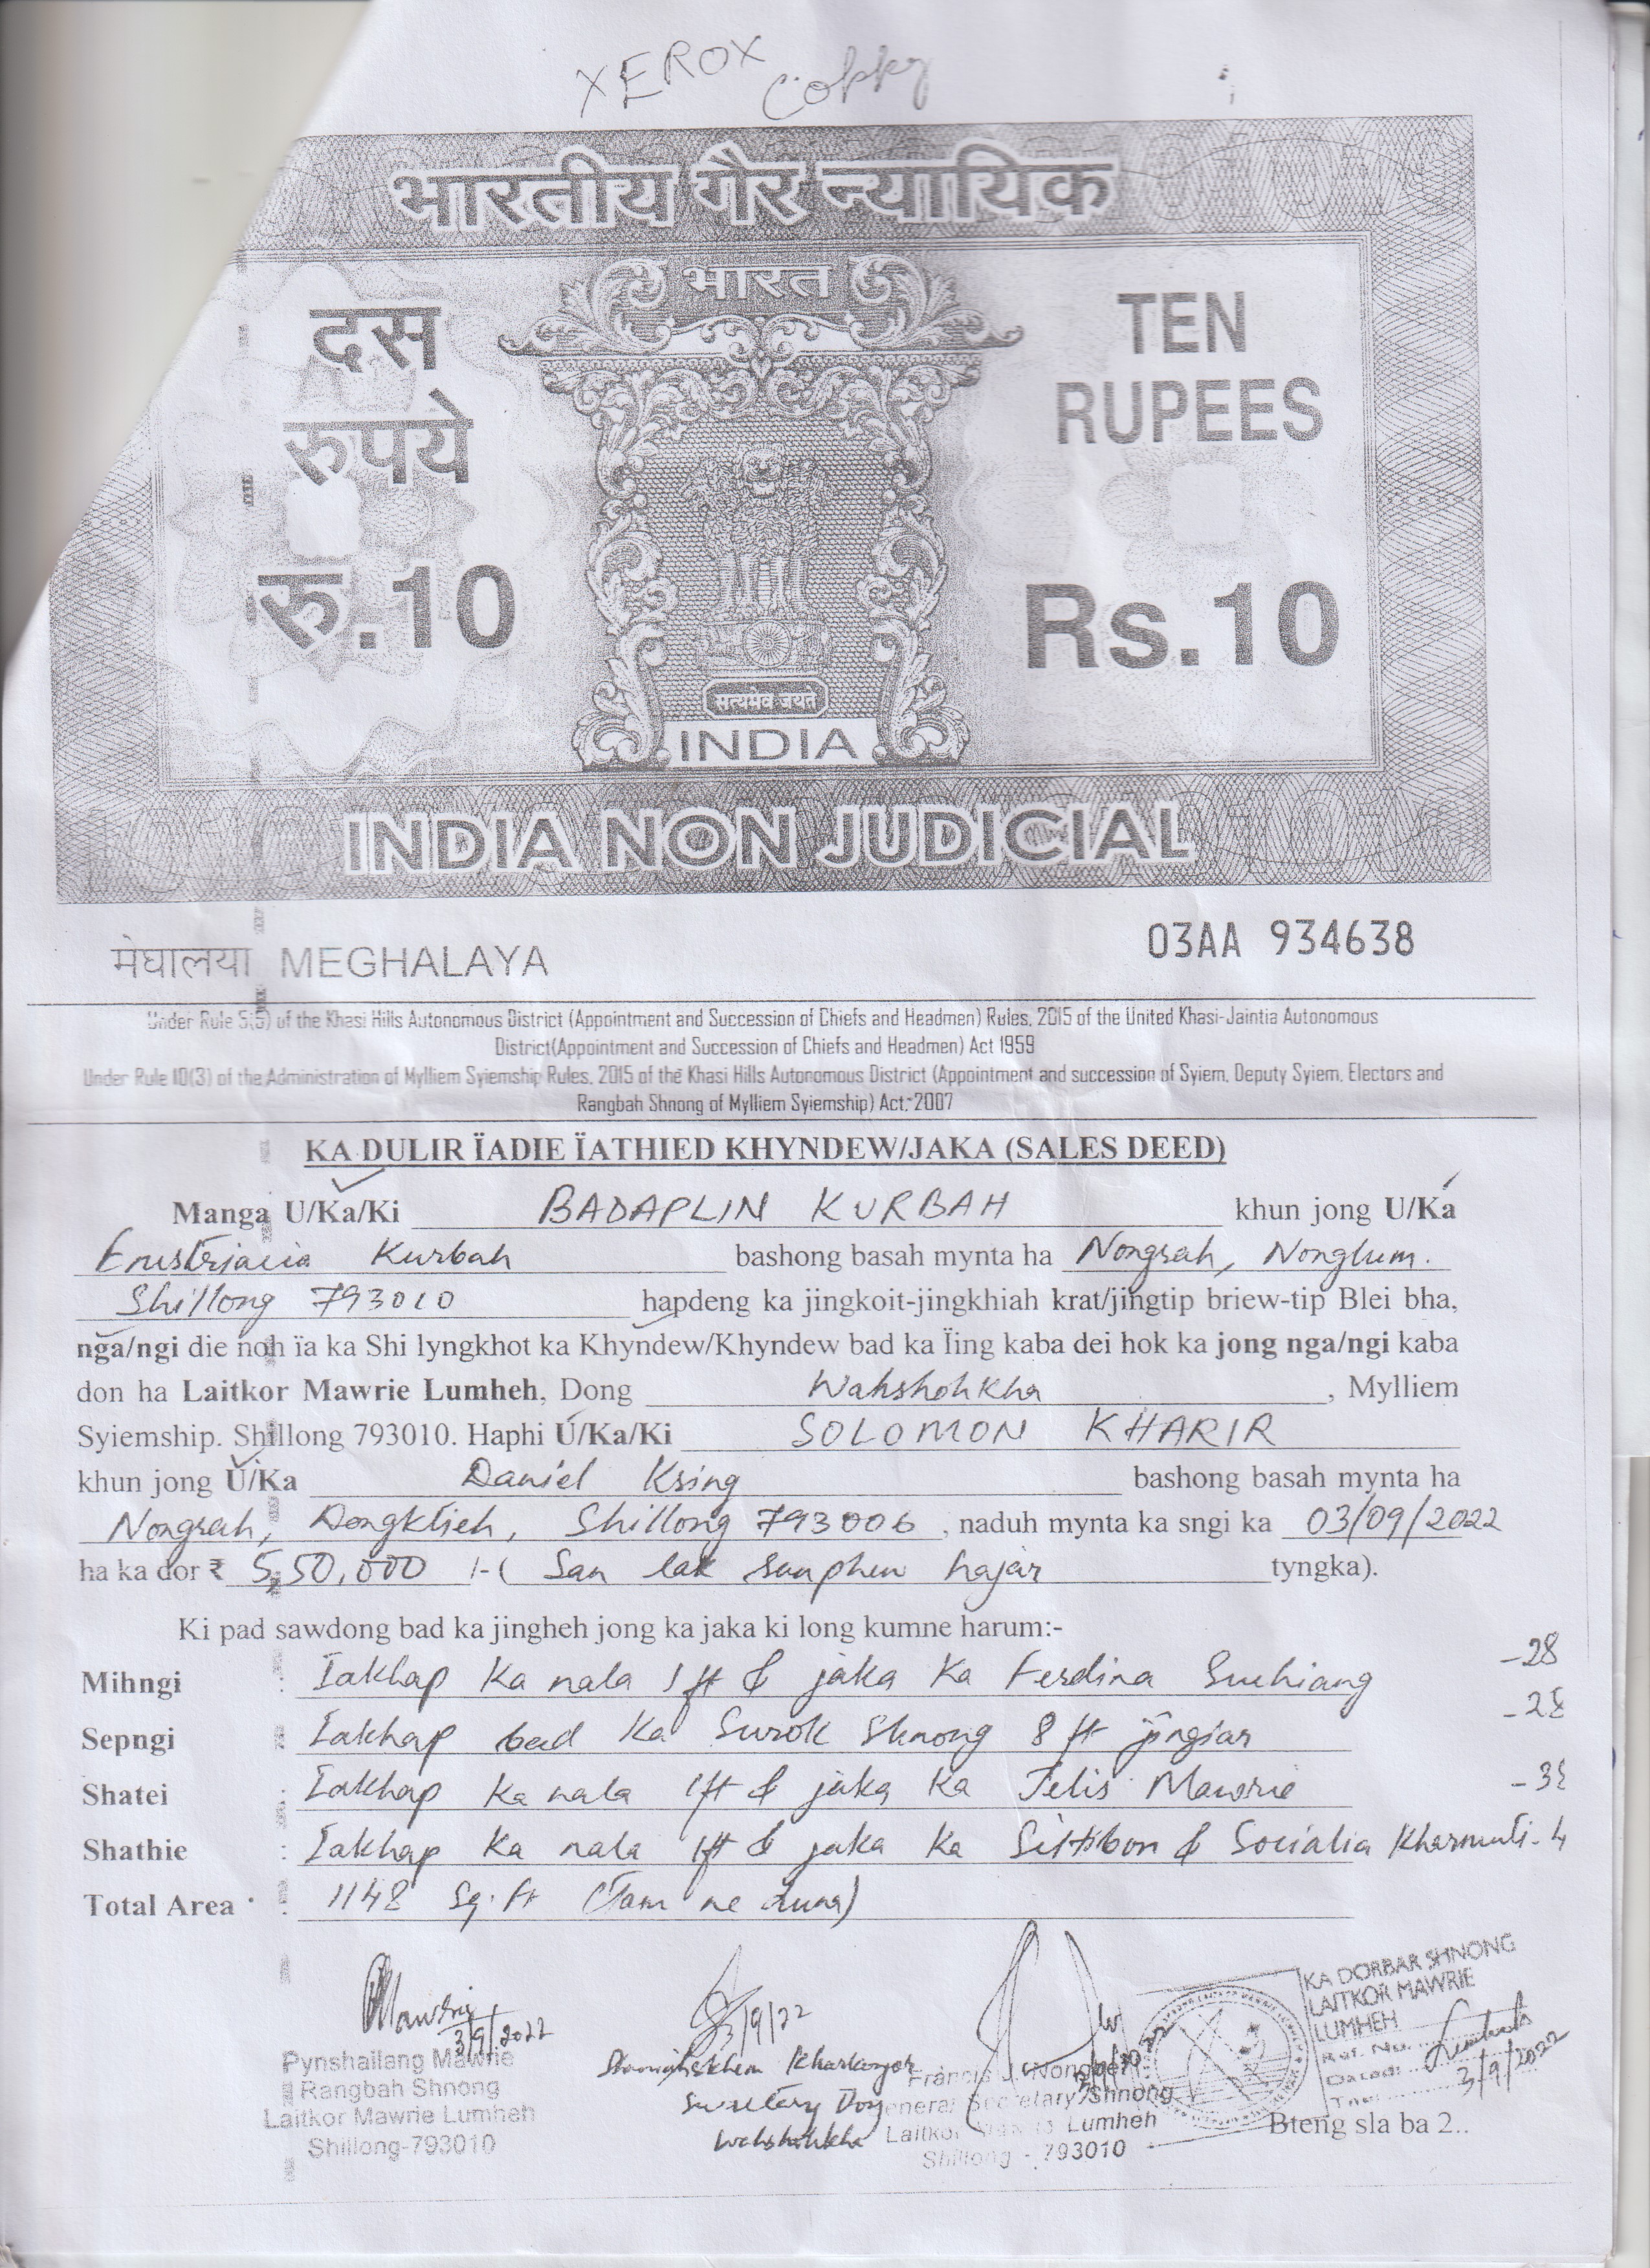 XEROX Copky
भारतीय गैर न्यायिक
भारत
दस
रुपये
रु.10
TEN
RUPEES
Rs.10
सत्यमेव जयते
INDIA
INDIA NON JUDICIAL
मेघालया MEGHALAYA
03AA 934638
Under Rule 5(5) of the Khasi Hills Autonomous District (Appointment and Succession of Chiefs and Headmen) Rules, 2015 of the United Khasi-Jaintia Autonomous
District(Appointment and Succession of Chiefs and Headmen) Act 1959
Under Rule 10(3) of the Administration of Mylliem Syiemship Rules, 2015 of the Khasi Hills Autonomous District (Appointment and succession of Syiem, Deputy Syiem, Electors and
Rangbah Shnong of Mylliem Syiemship) Act, 2007
KA DULIR ÏADIE ÏATHIED KHYNDEW/JAKA (SALES DEED)
Manga U/Ka/Ki BADAPLIN KURBAH khun jong U/Ka
Kurbah bashong basah mynta ha Nongrah, Nonglum.
Shillong 793010 hapdeng ka jingkoit-jingkhiah krat/jingtip briew-tip Blei bha,
nga/ngi die noh ïa ka Shi lyngkhot ka Khyndew/Khyndew bad ka Ïing kaba dei hok ka jong nga/ngi kaba
don ha Laitkor Mawrie Lumheh, Dong Wahshohkha, Mylliem
Syiemship. Shillong 793010. Haphi U/Ka/Ki SOLOMON KHARIR
khun jong U/Ka Daniel Ksing bashong basah mynta ha
Nongrah, Dongktieh, Shillong 793006, naduh mynta ka sngi ka 03/09/2022
ha ka dor ₹ 5,50,000 /-( San lak sanphew hajar tyngka).
Ki pad sawdong bad ka jingheh jong ka jaka ki long kumne harum:-
Mihngi : Ïakhap Ka nala 1 ft & jaka Ka Ferdina Suchiang -28
Sepngi : Ïakhap bad Ka Surok Shnong 8 ft jingiar
Shatei : Ïakhap Ka nala 1ft & jaka Ka Felis Mawrie
Shathie : Ïakhap Ka nala 1ft & jaka Ka & Socialia Kharmuti-4
Total Area : 1148 Sq.ft (Tam ne duna)
Mawrie
3/9/2022
Pynshailang Mawrie
Rangbah Shnong
Laitkor Mawrie Lumheh
Shillong-793010
3/9/22
Kharkongor
Secretary Dong
Wahshohkha
Francis J. Nongbet
General Secretary Shnong
Laitkor Mawrie Lumheh
Shillong - 793010
KA DORBAR SHNONG
LAITKOR MAWRIE
LUMHEH
Ref. No.
Dated:
3/9/2022
Bteng sla ba 2..